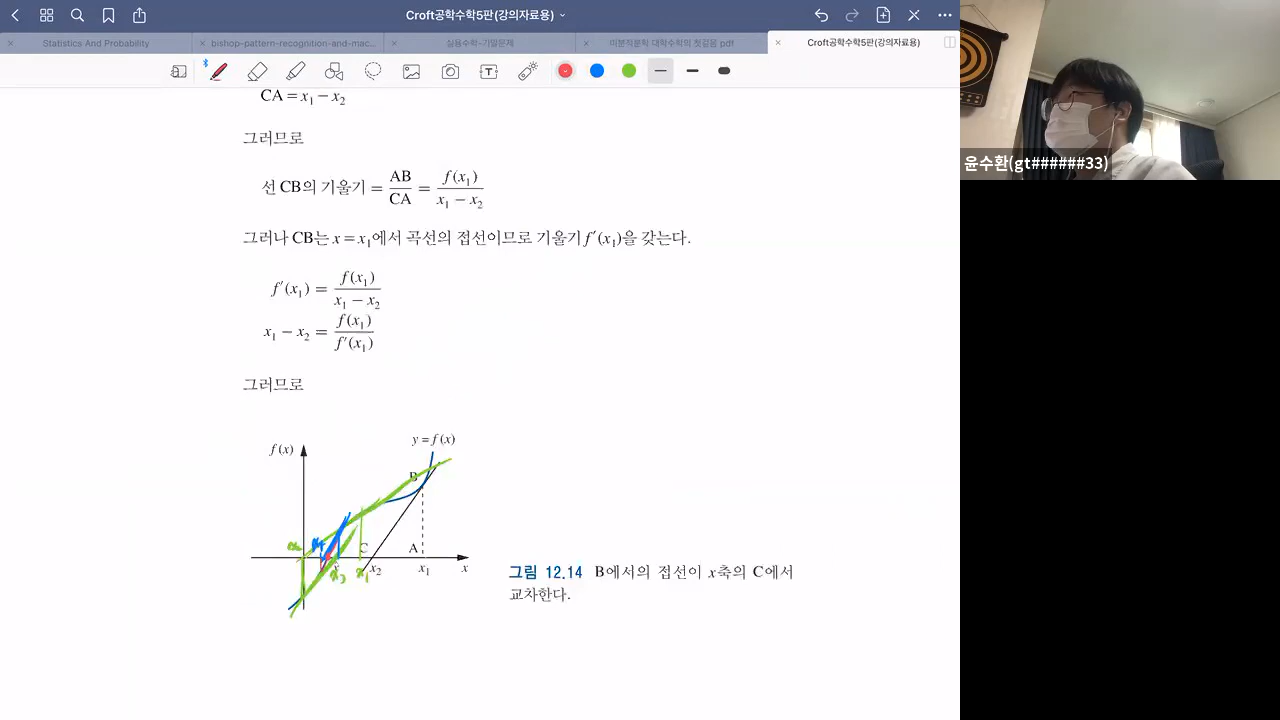 Croft공학수학5판(강의자료용)
Statistics And Probability
bishop-pattern-recognition-and-mac...
실용수학-기말문제
미분적분학 대학수학의 첫걸음 pdf
Croft공학수학5판(강의자료용)
윤수환(gt######33)
CA = x₁ − x₂
그러므로
선 CB의 기울기 = AB/CA = f(x₁)/(x₁ − x₂)
그러나 CB는 x = x₁에서 곡선의 접선이므로 기울기 f′(x₁)을 갖는다.
f′(x₁) = f(x₁)/(x₁ − x₂)
x₁ − x₂ = f(x₁)/f′(x₁)
그러므로
y = f(x)
f(x)
B
C A
x₂ x₁ x
x₃ x₁
그림 12.14 B에서의 접선이 x축의 C에서
교차한다.